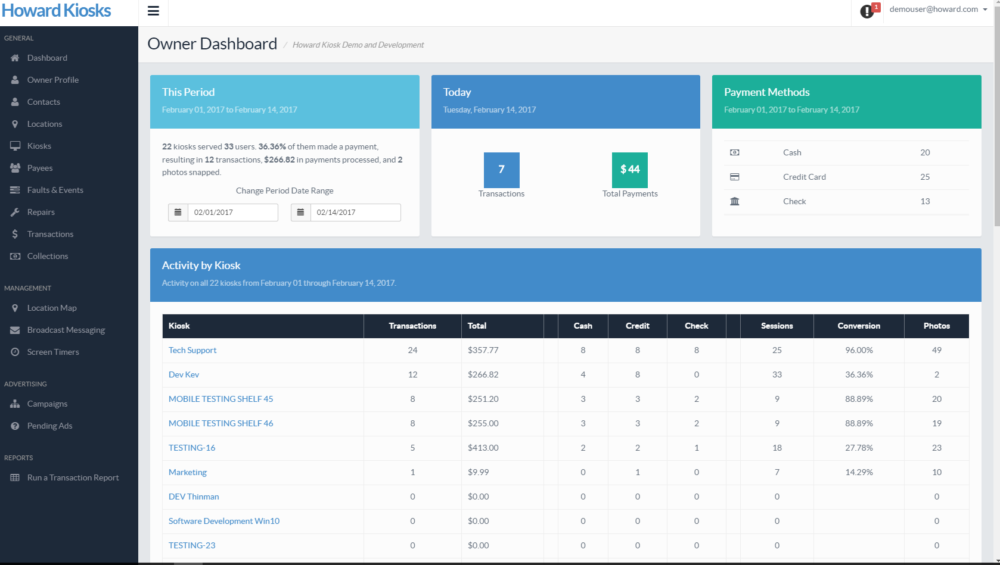 Howard Kiosks
1
demouser@howard.com
GENERAL
Dashboard
Owner Profile
Contacts
Locations
Kiosks
Payees
Faults & Events
Repairs
Transactions
Collections
MANAGEMENT
Location Map
Broadcast Messaging
Screen Timers
ADVERTISING
Campaigns
Pending Ads
REPORTS
Run a Transaction Report
Owner Dashboard / Howard Kiosk Demo and Development
This Period
February 01, 2017 to February 14, 2017
22 kiosks served 33 users. 36.36% of them made a payment,
resulting in 12 transactions, $266.82 in payments processed, and 2
photos snapped.
Change Period Date Range
02/01/2017 02/14/2017
Today
Tuesday, February 14, 2017
7 $ 44
Transactions Total Payments
Payment Methods
February 01, 2017 to February 14, 2017
Cash 20
Credit Card 25
Check 13
Activity by Kiosk
Activity on all 22 kiosks from February 01 through February 14, 2017.
Kiosk Transactions Total Cash Credit Check Sessions Conversion Photos
Tech Support 24 $357.77 8 8 8 25 96.00% 49
Dev Kev 12 $266.82 4 8 0 33 36.36% 2
MOBILE TESTING SHELF 45 8 $251.20 3 3 2 9 88.89% 20
MOBILE TESTING SHELF 46 8 $255.00 3 3 2 9 88.89% 19
TESTING-16 5 $413.00 2 2 1 18 27.78% 23
Marketing 1 $9.99 0 1 0 7 14.29% 10
DEV Thinman 0 $0.00 0 0 0 0 0
Software Development Win10 0 $0.00 0 0 0 0 0
TESTING-23 0 $0.00 0 0 0 0 0